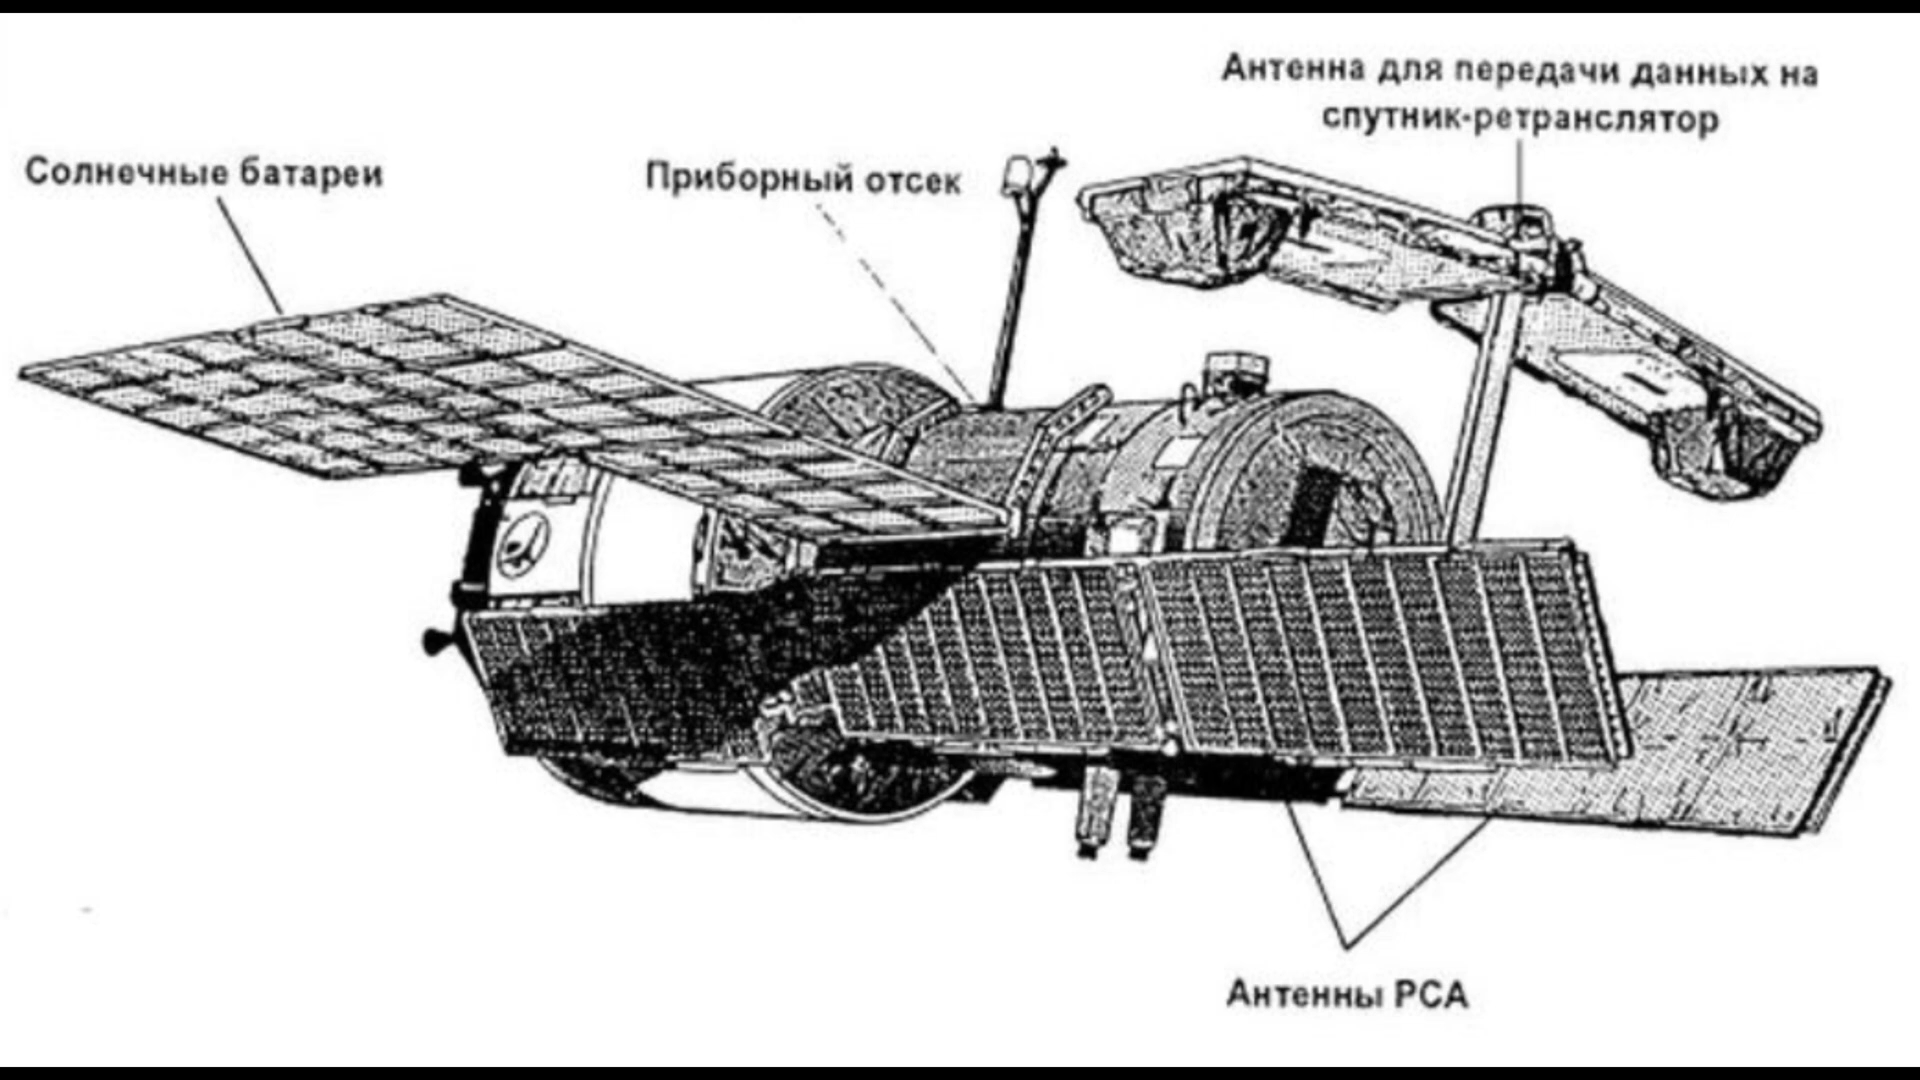 Антенна для передачи данных на
спутник-ретранслятор
Солнечные батареи
Приборный отсек
Антенны РСА